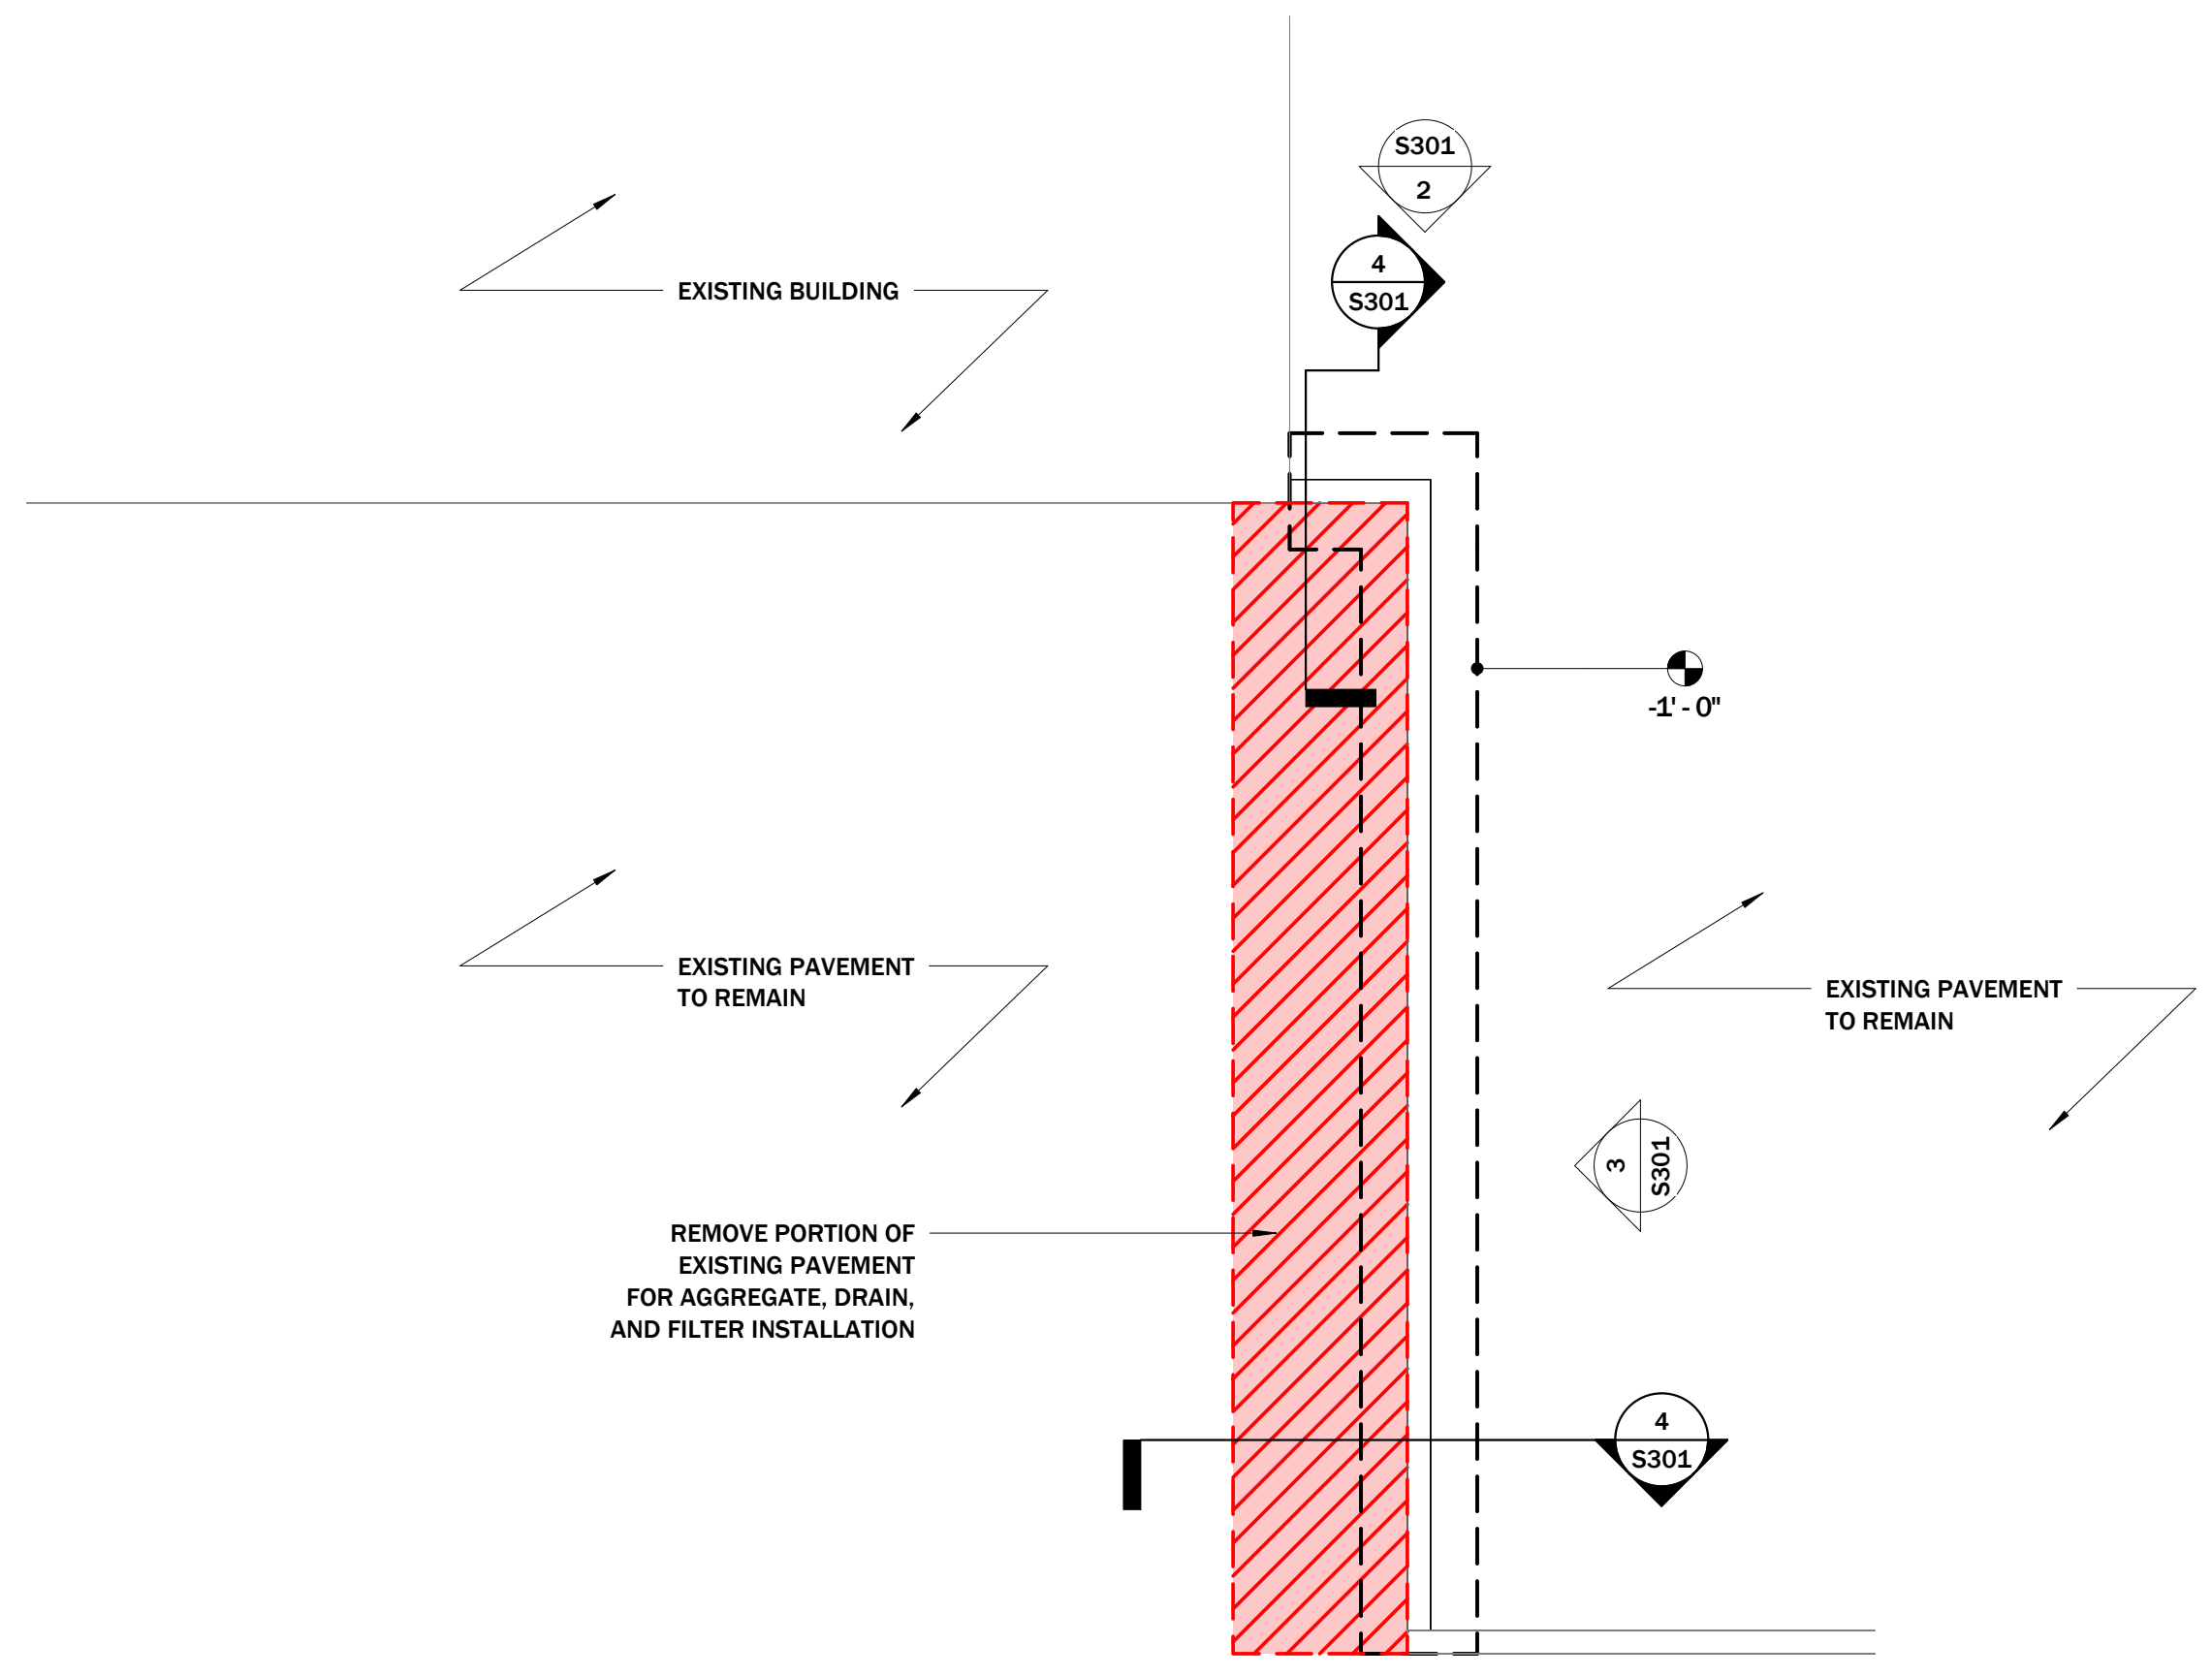 S301
2
4
S301
EXISTING BUILDING
-1' - 0"
EXISTING PAVEMENT
TO REMAIN
EXISTING PAVEMENT
TO REMAIN
3
S301
REMOVE PORTION OF
EXISTING PAVEMENT
FOR AGGREGATE, DRAIN,
AND FILTER INSTALLATION
4
S301